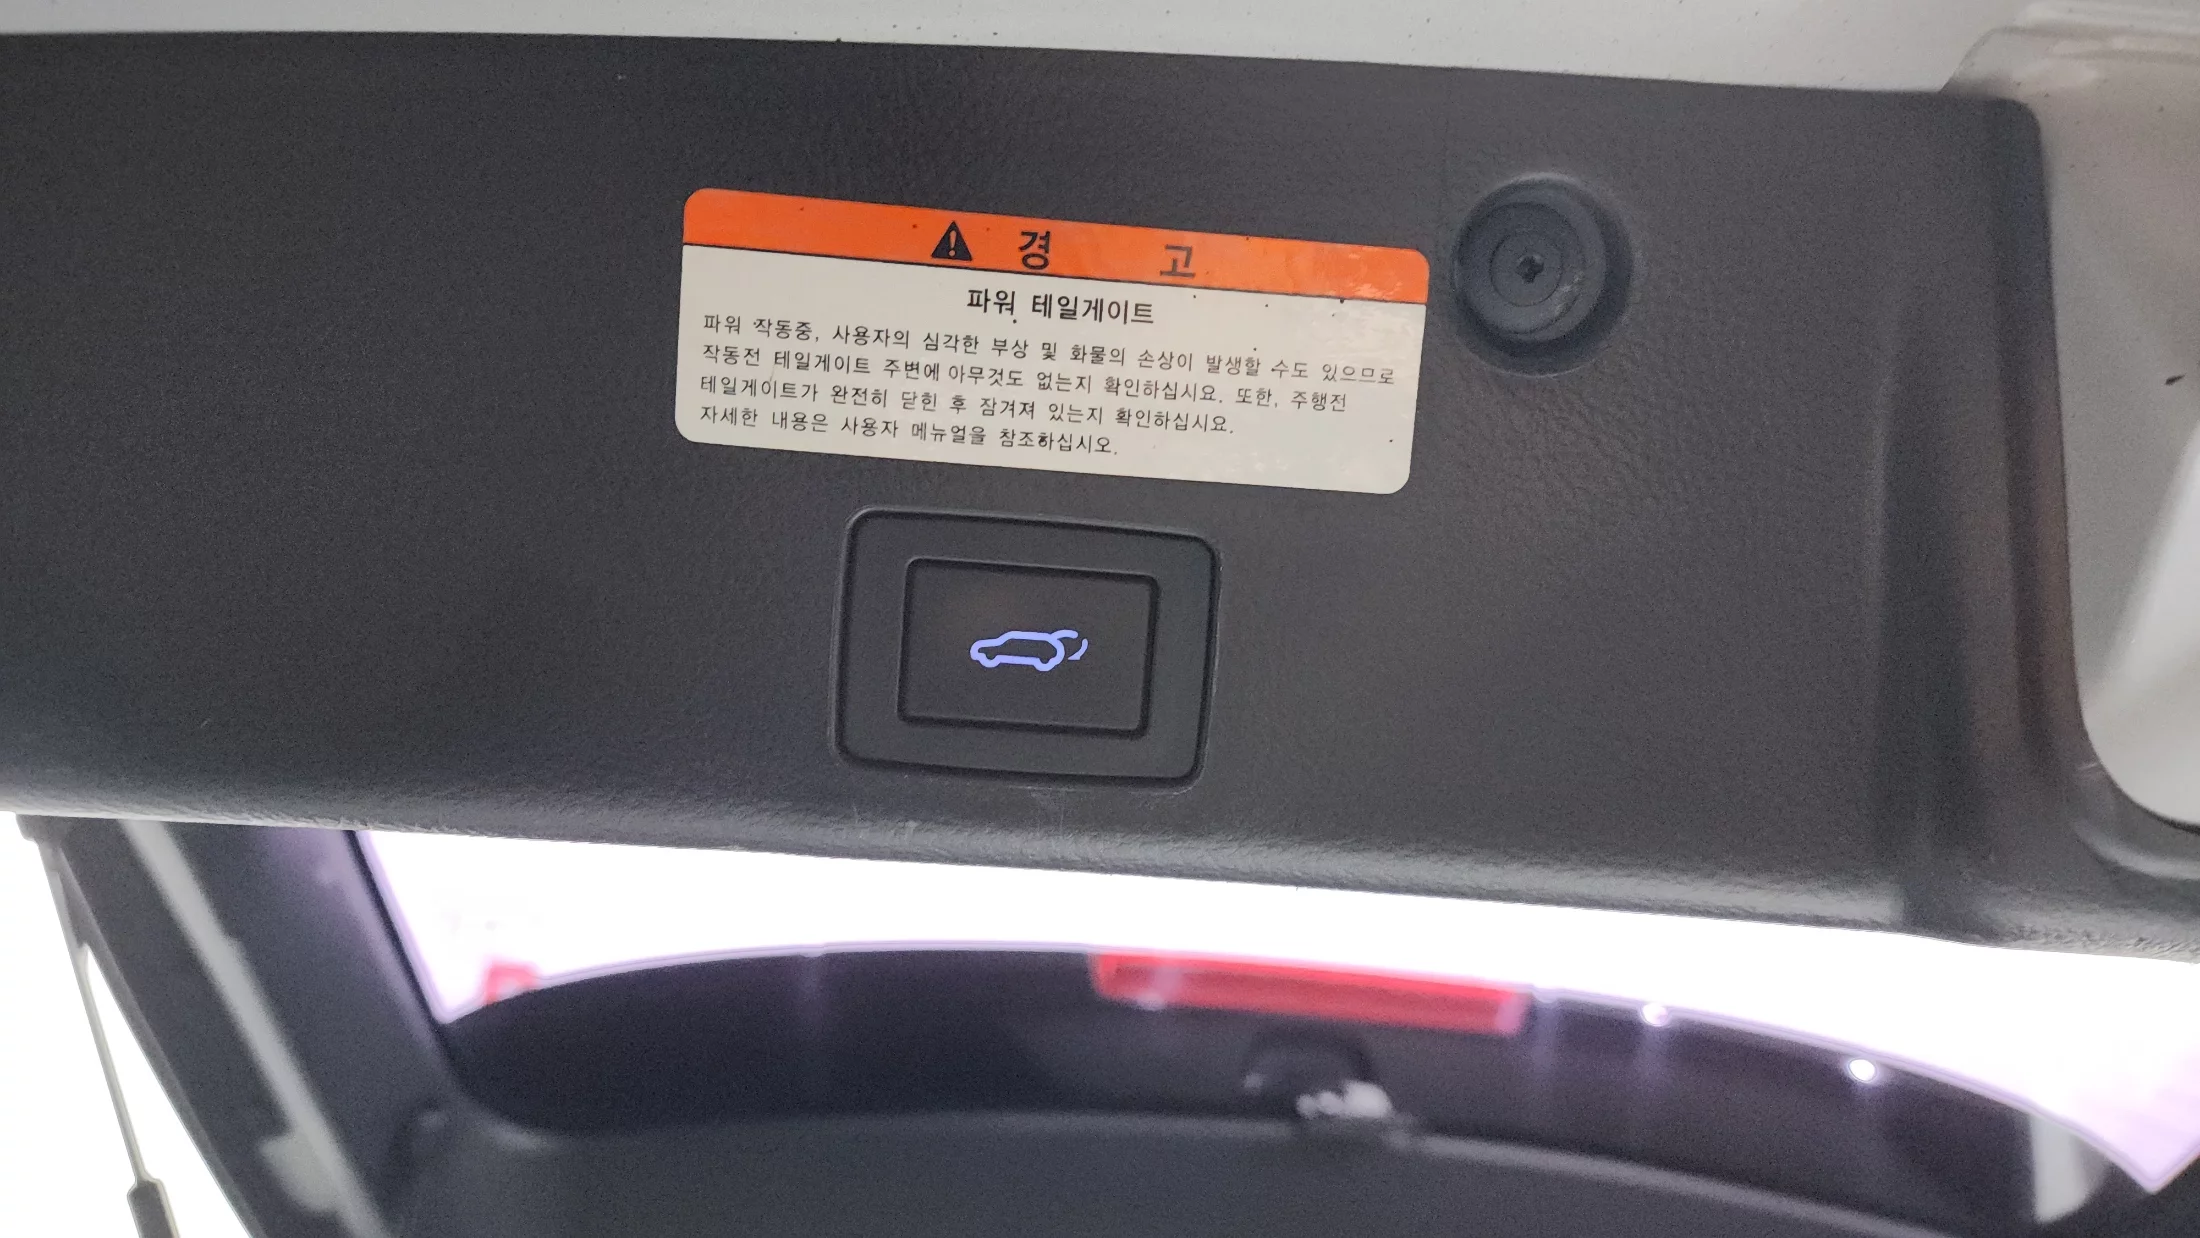 경 고
파워 테일게이트
파워 작동중, 사용자의 심각한 부상 및 화물의 손상이 발생할 수도 있으므로
작동전 테일게이트 주변에 아무것도 없는지 확인하십시요. 또한, 주행전
테일게이트가 완전히 닫힌 후 잠겨져 있는지 확인하십시요.
자세한 내용은 사용자 메뉴얼을 참조하십시오.